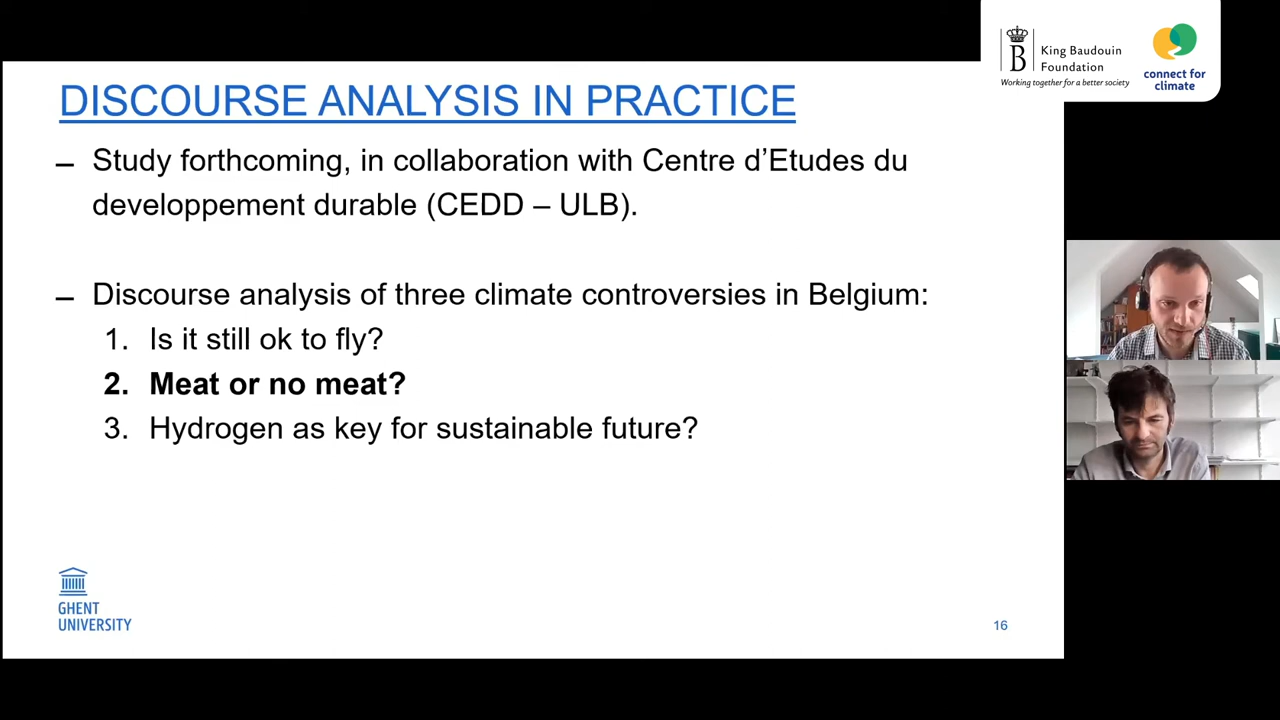 King Baudouin
Foundation
Working together for a better society
connect for
climate
DISCOURSE ANALYSIS IN PRACTICE
– Study forthcoming, in collaboration with Centre d’Etudes du
developpement durable (CEDD – ULB).
– Discourse analysis of three climate controversies in Belgium:
1. Is it still ok to fly?
2. Meat or no meat?
3. Hydrogen as key for sustainable future?
GHENT
UNIVERSITY
16